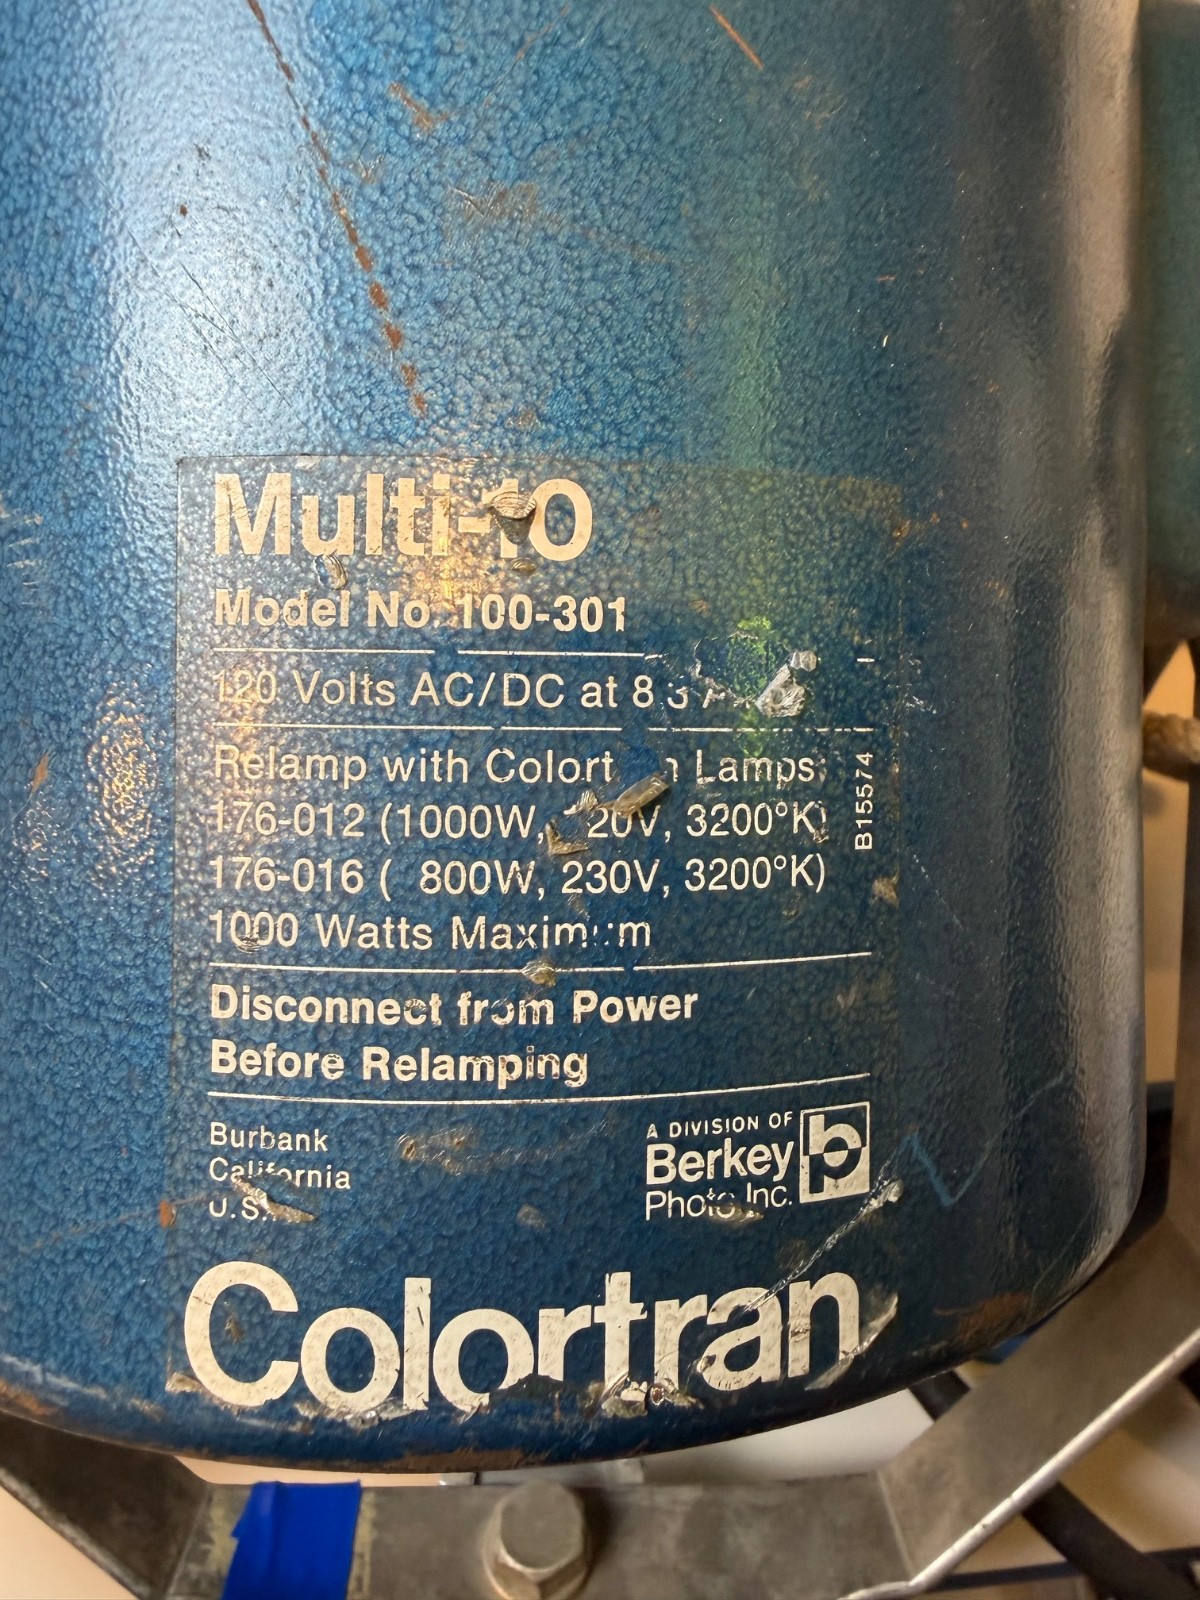 Multi-10
Model No. 100-301
120 Volts AC/DC at 8.3
Relamp with Colortran Lamps:
176-012 (1000W, 120V, 3200°K)
176-016 ( 800W, 230V, 3200°K)
1000 Watts Maximum
B15574
Disconnect from Power
Before Relamping
Burbank
California
U.S.
A DIVISION OF
Berkey
Photo Inc.
bp
Colortran